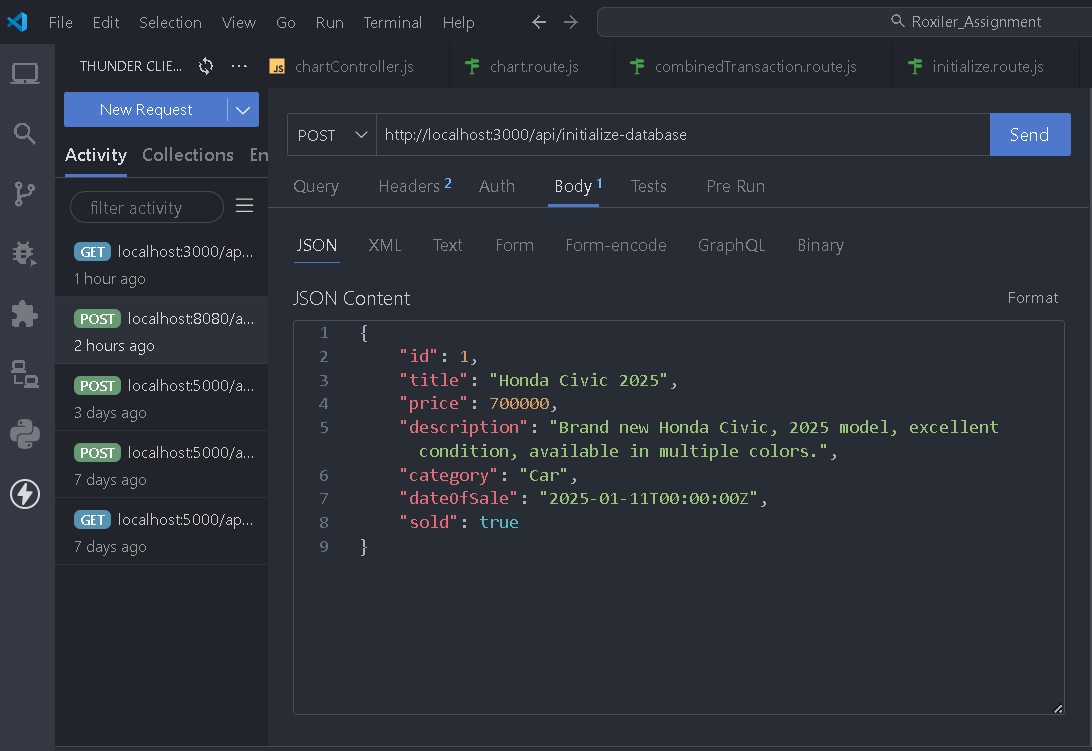 File Edit Selection View Go Run Terminal Help Roxiler_Assignment
THUNDER CLIE... JS chartController.js chart.route.js combinedTransaction.route.js initialize.route.js
New Request
POST http://localhost:3000/api/initialize-database Send
Activity Collections En
Query Headers 2 Auth Body 1 Tests Pre Run
filter activity
JSON XML Text Form Form-encode GraphQL Binary
GET localhost:3000/ap...
1 hour ago
POST localhost:8080/a...
2 hours ago
POST localhost:5000/a...
3 days ago
POST localhost:5000/a...
7 days ago
GET localhost:5000/ap...
7 days ago
JSON Content Format
1 {
2 "id": 1,
3 "title": "Honda Civic 2025",
4 "price": 700000,
5 "description": "Brand new Honda Civic, 2025 model, excellent
condition, available in multiple colors.",
6 "category": "Car",
7 "dateOfSale": "2025-01-11T00:00:00Z",
8 "sold": true
9 }